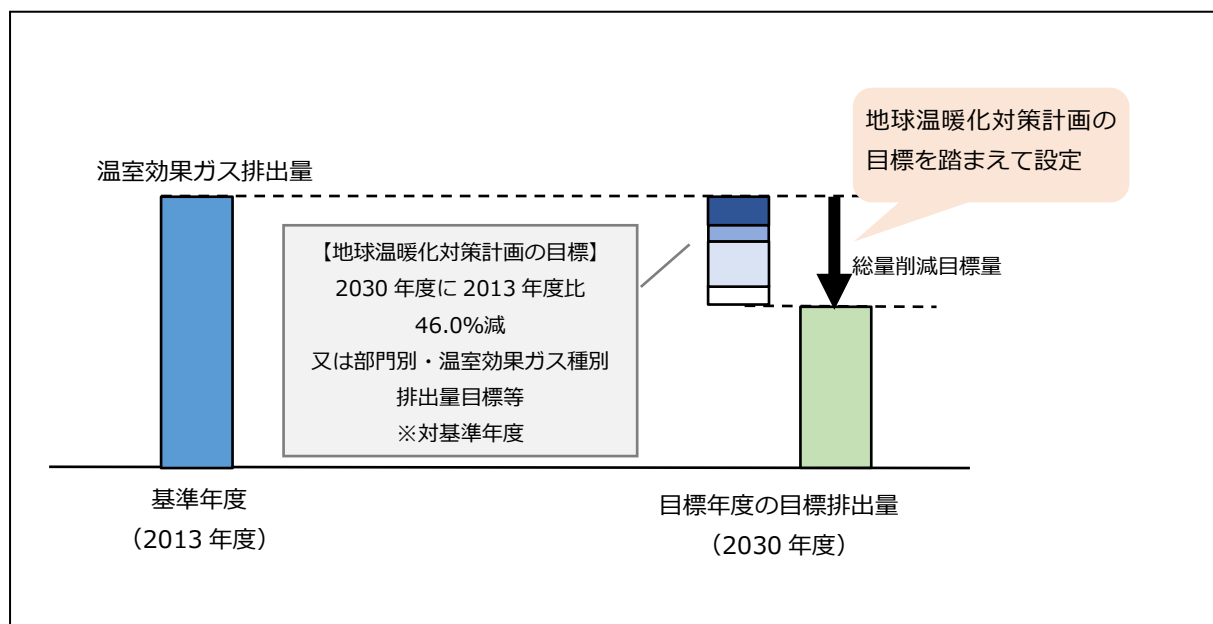 地球温暖化対策計画の
目標を踏まえて設定
温室効果ガス排出量
【地球温暖化対策計画の目標】
2030 年度に 2013 年度比
46.0%減
又は部門別・温室効果ガス種別
排出量目標等
※対基準年度
総量削減目標量
基準年度
（2013 年度）
目標年度の目標排出量
（2030 年度）